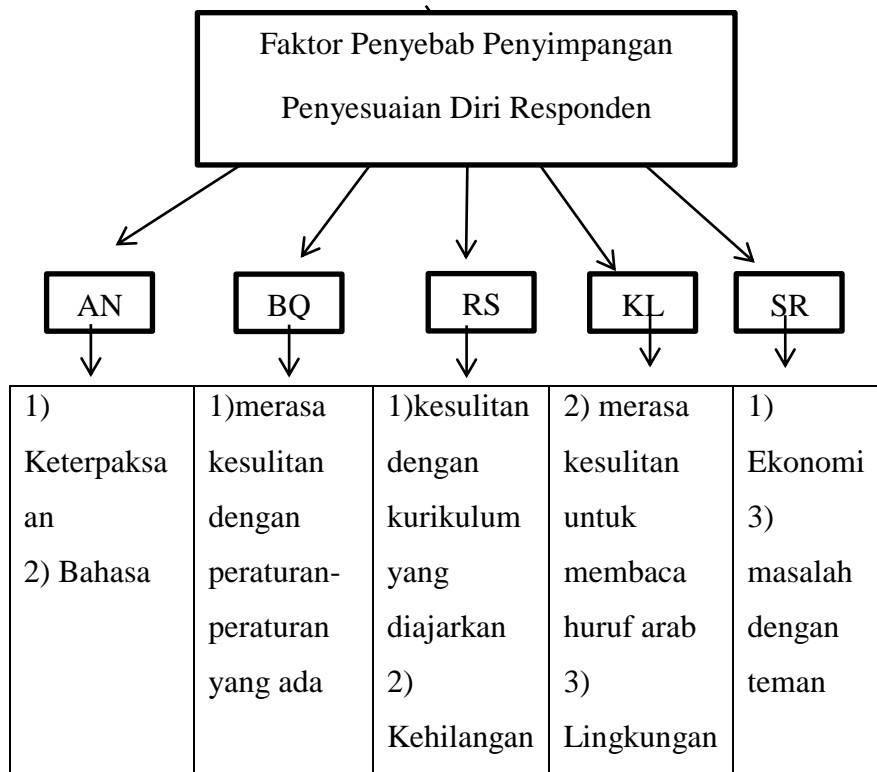 Faktor Penyebab Penyimpangan
Penyesuaian Diri Responden
AN
BQ
RS
KL
SR
1)
Keterpaksa
an
2) Bahasa
1)merasa
kesulitan
dengan
peraturan-
peraturan
yang ada
1)kesulitan
dengan
kurikulum
yang
diajarkan
2)
Kehilangan
2) merasa
kesulitan
untuk
membaca
huruf arab
3)
Lingkungan
1)
Ekonomi
3)
masalah
dengan
teman